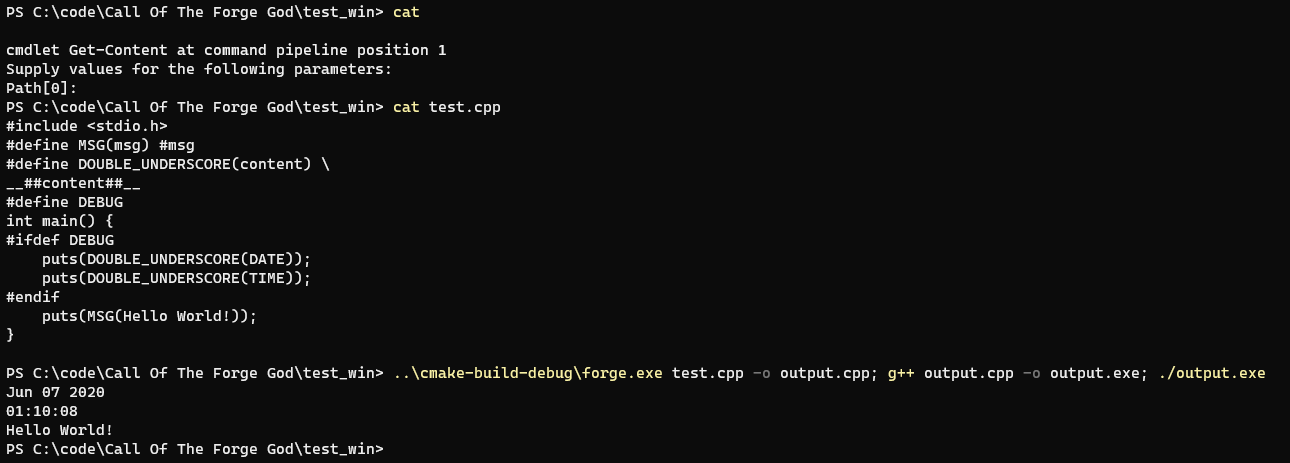 PS C:\code\Call Of The Forge God\test_win> cat
cmdlet Get-Content at command pipeline position 1
Supply values for the following parameters:
Path[0]:
PS C:\code\Call Of The Forge God\test_win> cat test.cpp
#include <stdio.h>
#define MSG(msg) #msg
#define DOUBLE_UNDERSCORE(content) \
__##content##__
#define DEBUG
int main() {
#ifdef DEBUG
    puts(DOUBLE_UNDERSCORE(DATE));
    puts(DOUBLE_UNDERSCORE(TIME));
#endif
    puts(MSG(Hello World!));
}
PS C:\code\Call Of The Forge God\test_win> ..\cmake-build-debug\forge.exe test.cpp -o output.cpp; g++ output.cpp -o output.exe; ./output.exe
Jun 07 2020
01:10:08
Hello World!
PS C:\code\Call Of The Forge God\test_win>